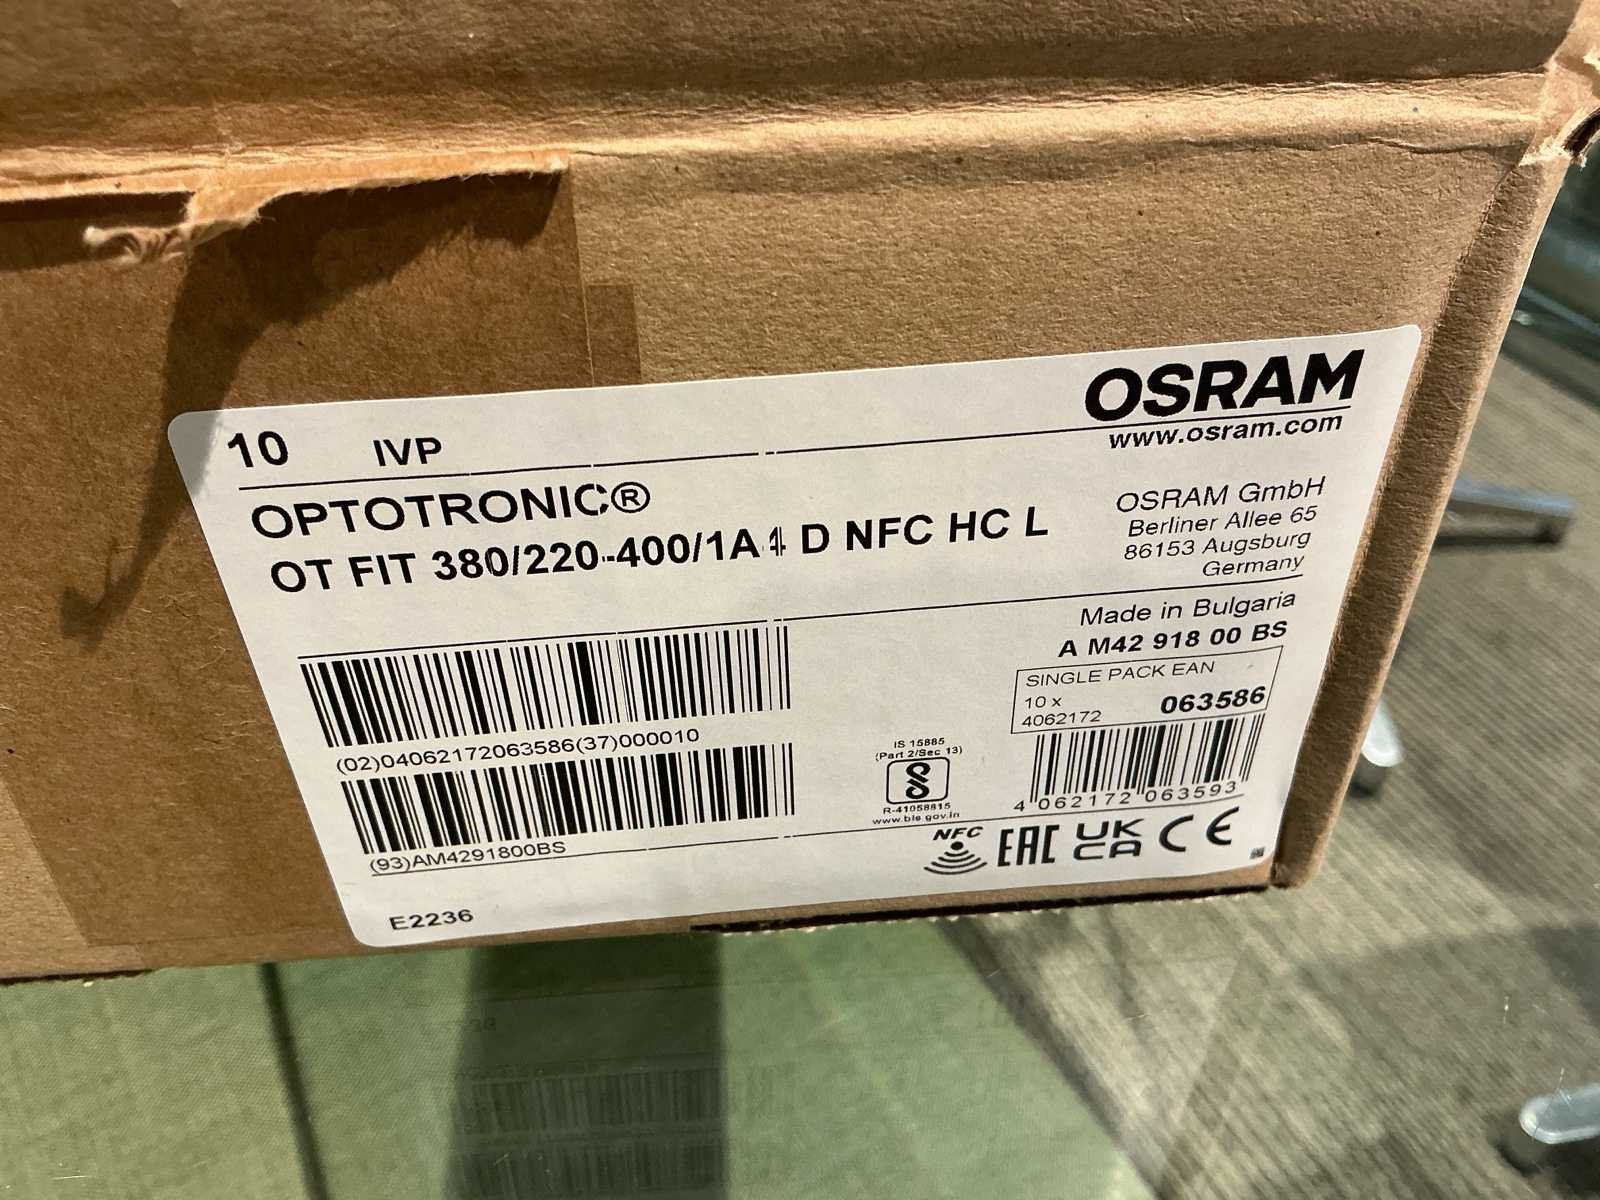 10 IVP
OSRAM
www.osram.com
OPTOTRONIC®
OT FIT 380/220-400/1A4 D NFC HC L
OSRAM GmbH
Berliner Allee 65
86153 Augsburg
Germany
Made in Bulgaria
A M42 918 00 BS
SINGLE PACK EAN
10 x
4062172 063586
(02)04062172063586(37)000010
IS 15885
(Part 2/Sec 13)
R-41058815
www.bis.gov.in
4 062172 063593
(93)AM4291800BS
NFC EAC UK CA CE
E2236